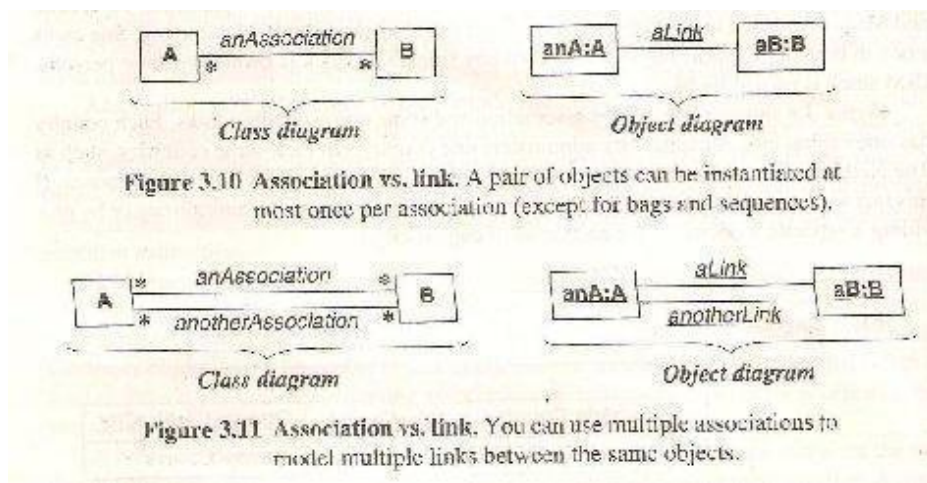 A anAssociation B
* *
anA:A aLink aB:B
Class diagram
Object diagram
Figure 3.10 Association vs. link. A pair of objects can be instantiated at
most once per association (except for bags and sequences).
A * anAssociation * B
* anotherAssociation *
anA:A aLink aB:B
anotherLink
Class diagram
Object diagram
Figure 3.11 Association vs. link. You can use multiple associations to
model multiple links between the same objects.